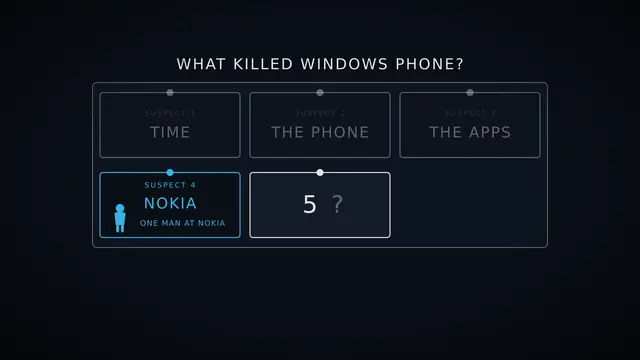 WHAT KILLED WINDOWS PHONE?
SUSPECT 1
TIME
SUSPECT 2
THE PHONE
SUSPECT 3
THE APPS
SUSPECT 4
NOKIA
ONE MAN AT NOKIA
5 ?